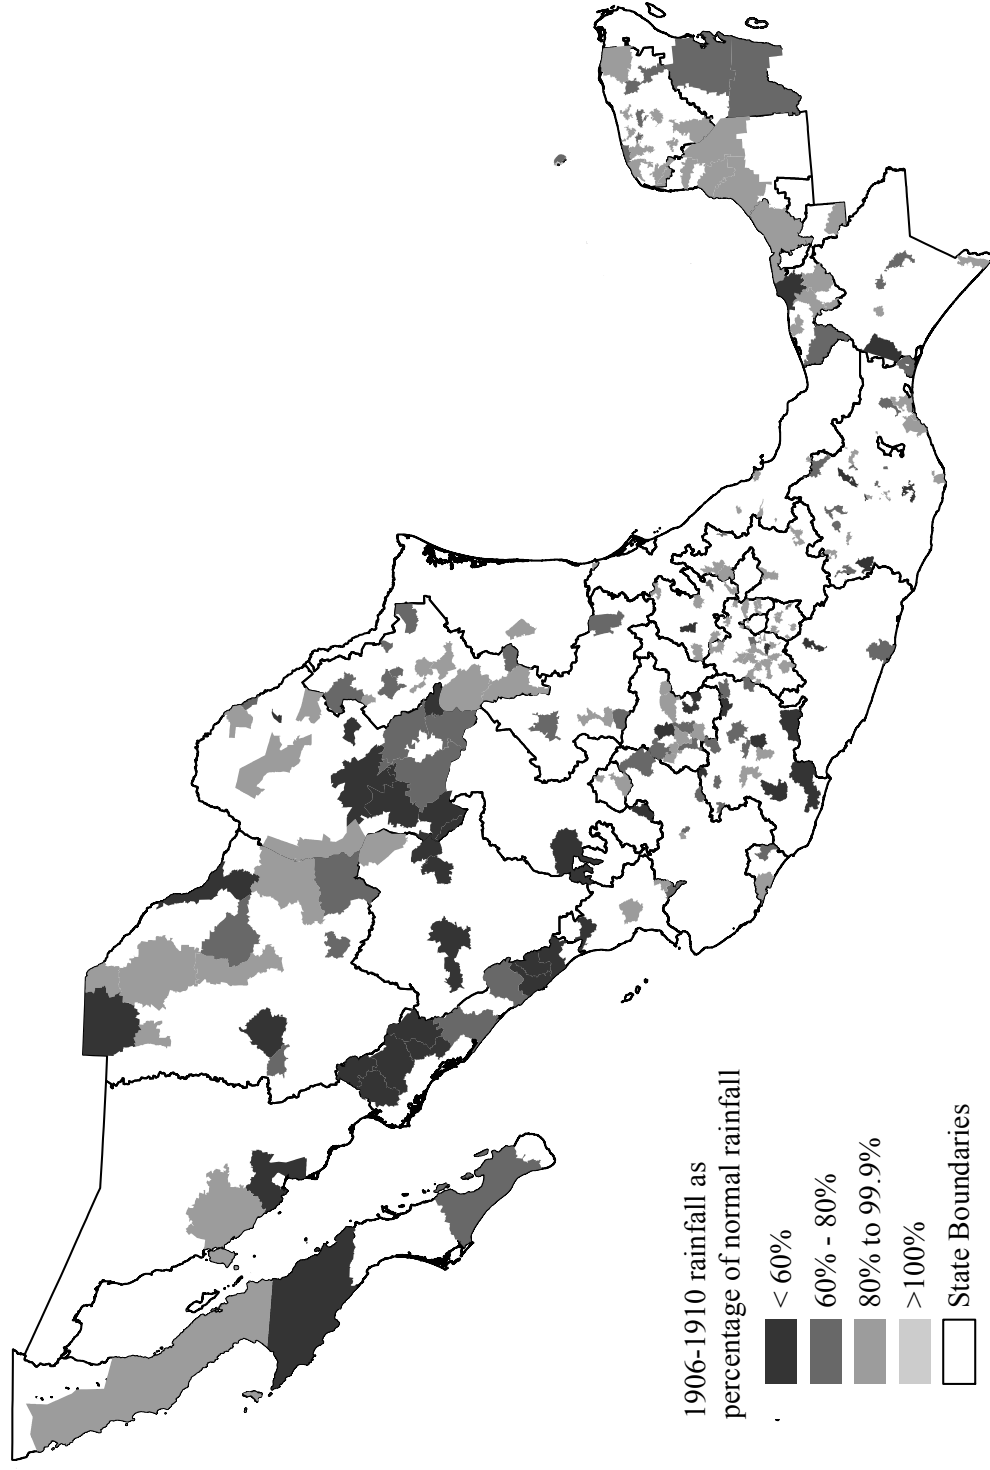 1906-1910 rainfall as
percentage of normal rainfall
< 60%
60% - 80%
80% to 99.9%
>100%
State Boundaries